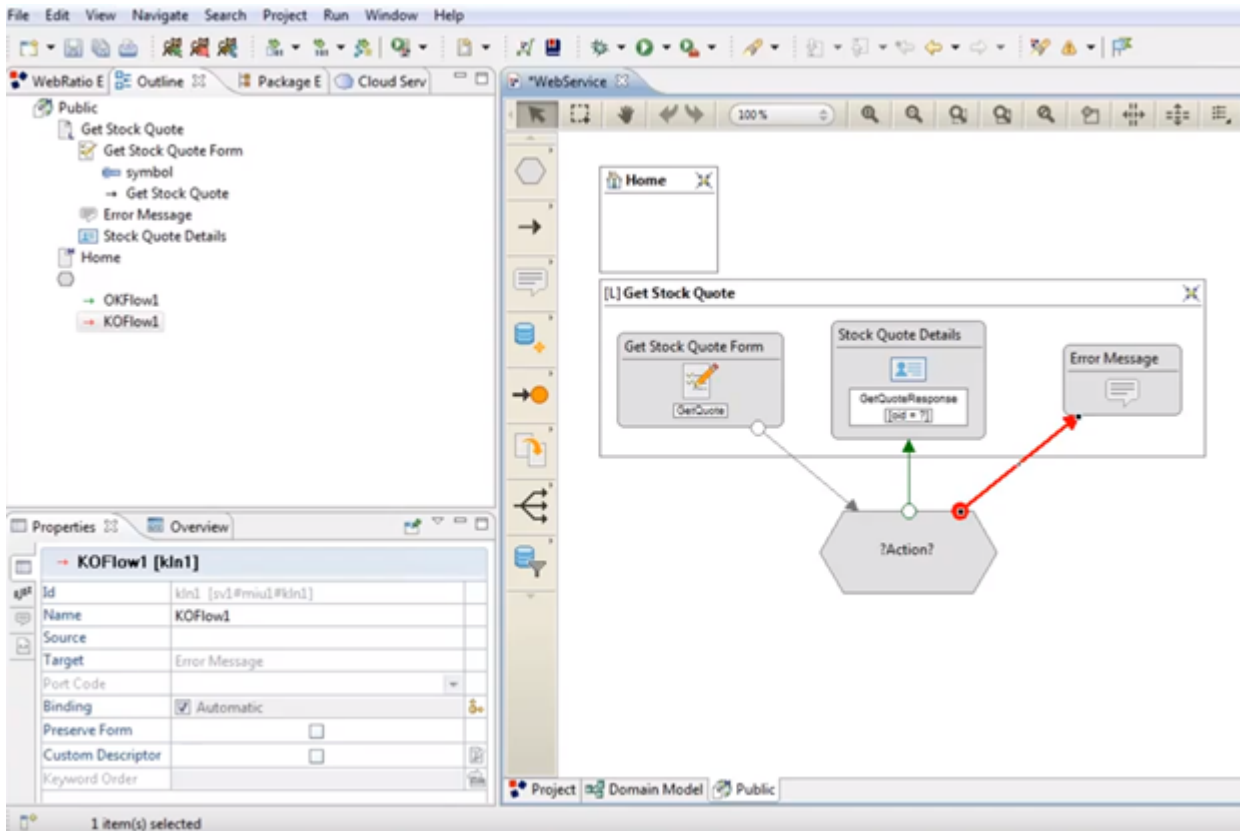 File Edit View Navigate Search Project Run Window Help
WebRatio E Outline Package E Cloud Serv
Public
Get Stock Quote
Get Stock Quote Form
symbol
Get Stock Quote
Error Message
Stock Quote Details
Home
OKFlow1
KOFlow1
Properties Overview
KOFlow1 [kln1]
Id kln1 [sv1#miu1#kln1]
Name KOFlow1
Source
Target Error Message
Port Code
Binding Automatic
Preserve Form
Custom Descriptor
Keyword Order
1 item(s) selected
*WebService
100 %
Home
[L] Get Stock Quote
Get Stock Quote Form
GetQuote
Stock Quote Details
GetQuoteResponse
[[oid = ?]]
Error Message
?Action?
Project Domain Model Public